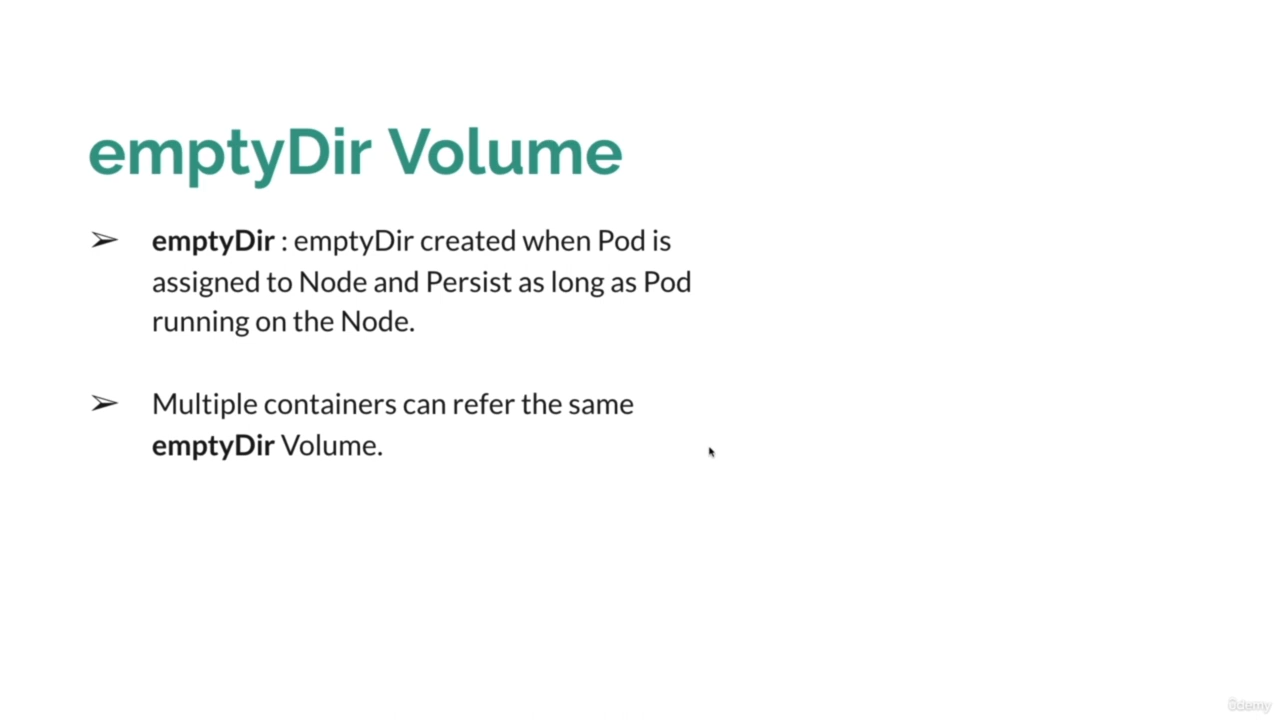 emptyDir Volume
➢ emptyDir : emptyDir created when Pod is
assigned to Node and Persist as long as Pod
running on the Node.
➢ Multiple containers can refer the same
emptyDir Volume.
ûdemy